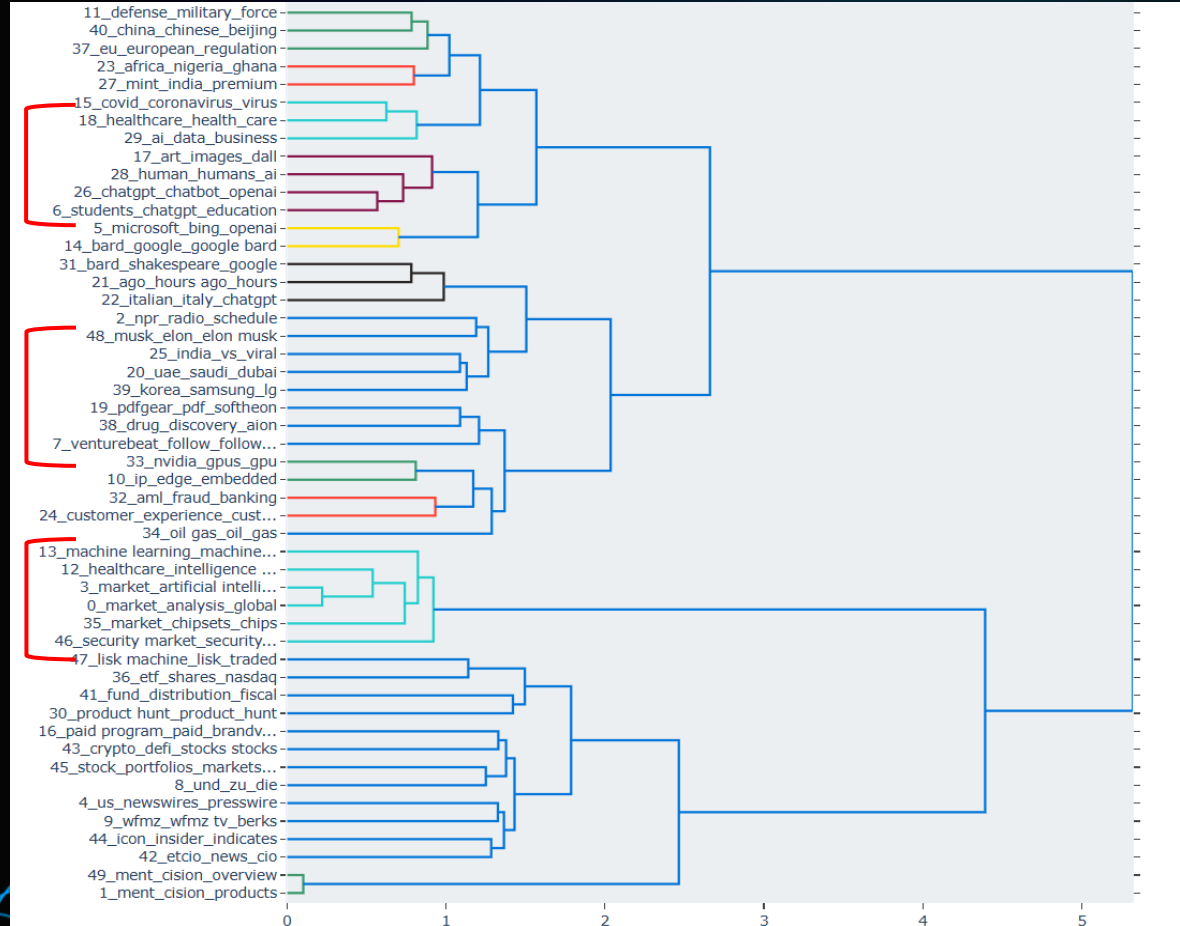 11_defense_military_force
40_china_chinese_beijing
37_eu_european_regulation
23_africa_nigeria_ghana
27_mint_india_premium
15_covid_coronavirus_virus
18_healthcare_health_care
29_ai_data_business
17_art_images_dall
28_human_humans_ai
26_chatgpt_chatbot_openai
6_students_chatgpt_education
5_microsoft_bing_openai
14_bard_google_google bard
31_bard_shakespeare_google
21_ago_hours ago_hours
22_italian_italy_chatgpt
2_npr_radio_schedule
48_musk_elon_elon musk
25_india_vs_viral
20_uae_saudi_dubai
39_korea_samsung_lg
19_pdfgear_pdf_softheon
38_drug_discovery_aion
7_venturebeat_follow_follow...
33_nvidia_gpus_gpu
10_ip_edge_embedded
32_aml_fraud_banking
24_customer_experience_cust...
34_oil gas_oil_gas
13_machine learning_machine...
12_healthcare_intelligence ...
3_market_artificial intelli...
0_market_analysis_global
35_market_chipsets_chips
46_security market_security...
47_lisk machine_lisk_traded
36_etf_shares_nasdaq
41_fund_distribution_fiscal
30_product hunt_product_hunt
16_paid program_paid_brandv...
43_crypto_defi_stocks stocks
45_stock_portfolios_markets...
8_und_zu_die
4_us_newswires_presswire
9_wfmz_wfmz tv_berks
44_icon_insider_indicates
42_etcio_news_cio
49_ment_cision_overview
1_ment_cision_products
0 1 2 3 4 5